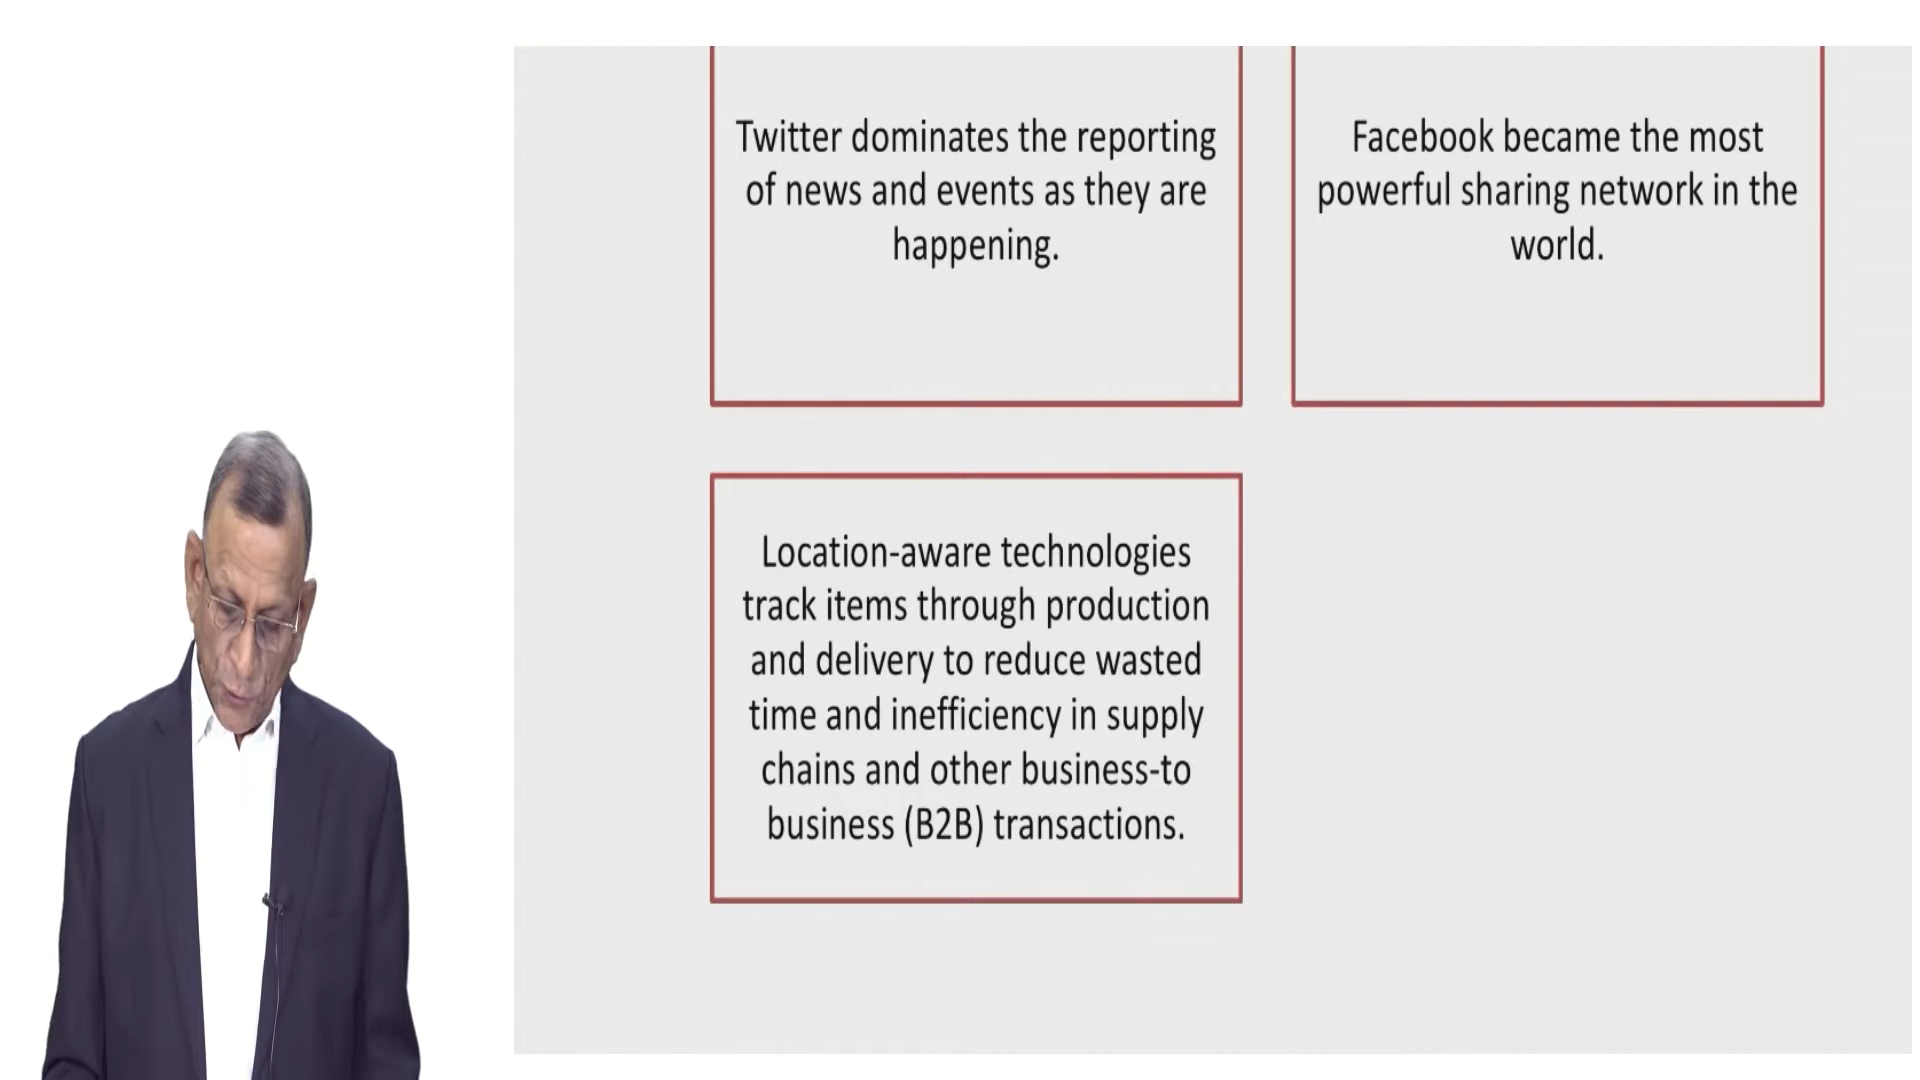 Twitter dominates the reporting
of news and events as they are
happening.
Facebook became the most
powerful sharing network in the
world.
Location-aware technologies
track items through production
and delivery to reduce wasted
time and inefficiency in supply
chains and other business-to
business (B2B) transactions.